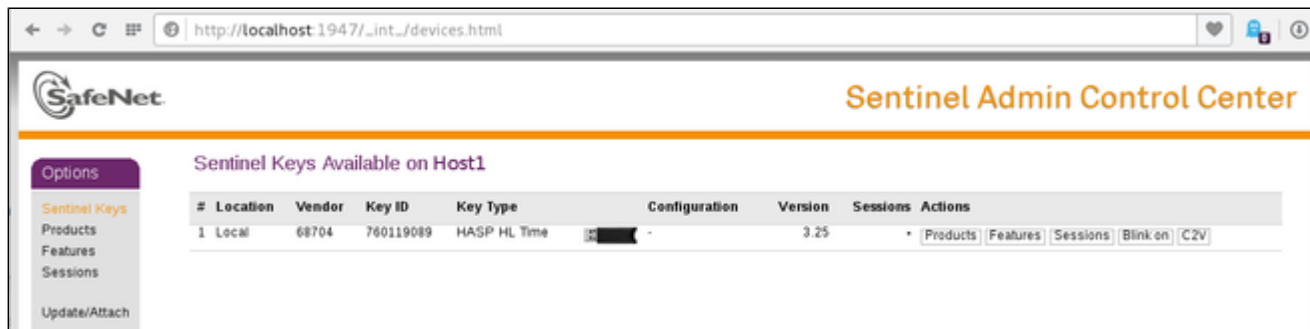 http://localhost:1947/_int_/devices.html
SafeNet.
Sentinel Admin Control Center
Options
Sentinel Keys
Products
Features
Sessions
Update/Attach
Sentinel Keys Available on Host1
# Location Vendor Key ID Key Type Configuration Version Sessions Actions
1 Local 68704 760119089 HASP HL Time - 3.25 - Products Features Sessions Blink on C2V